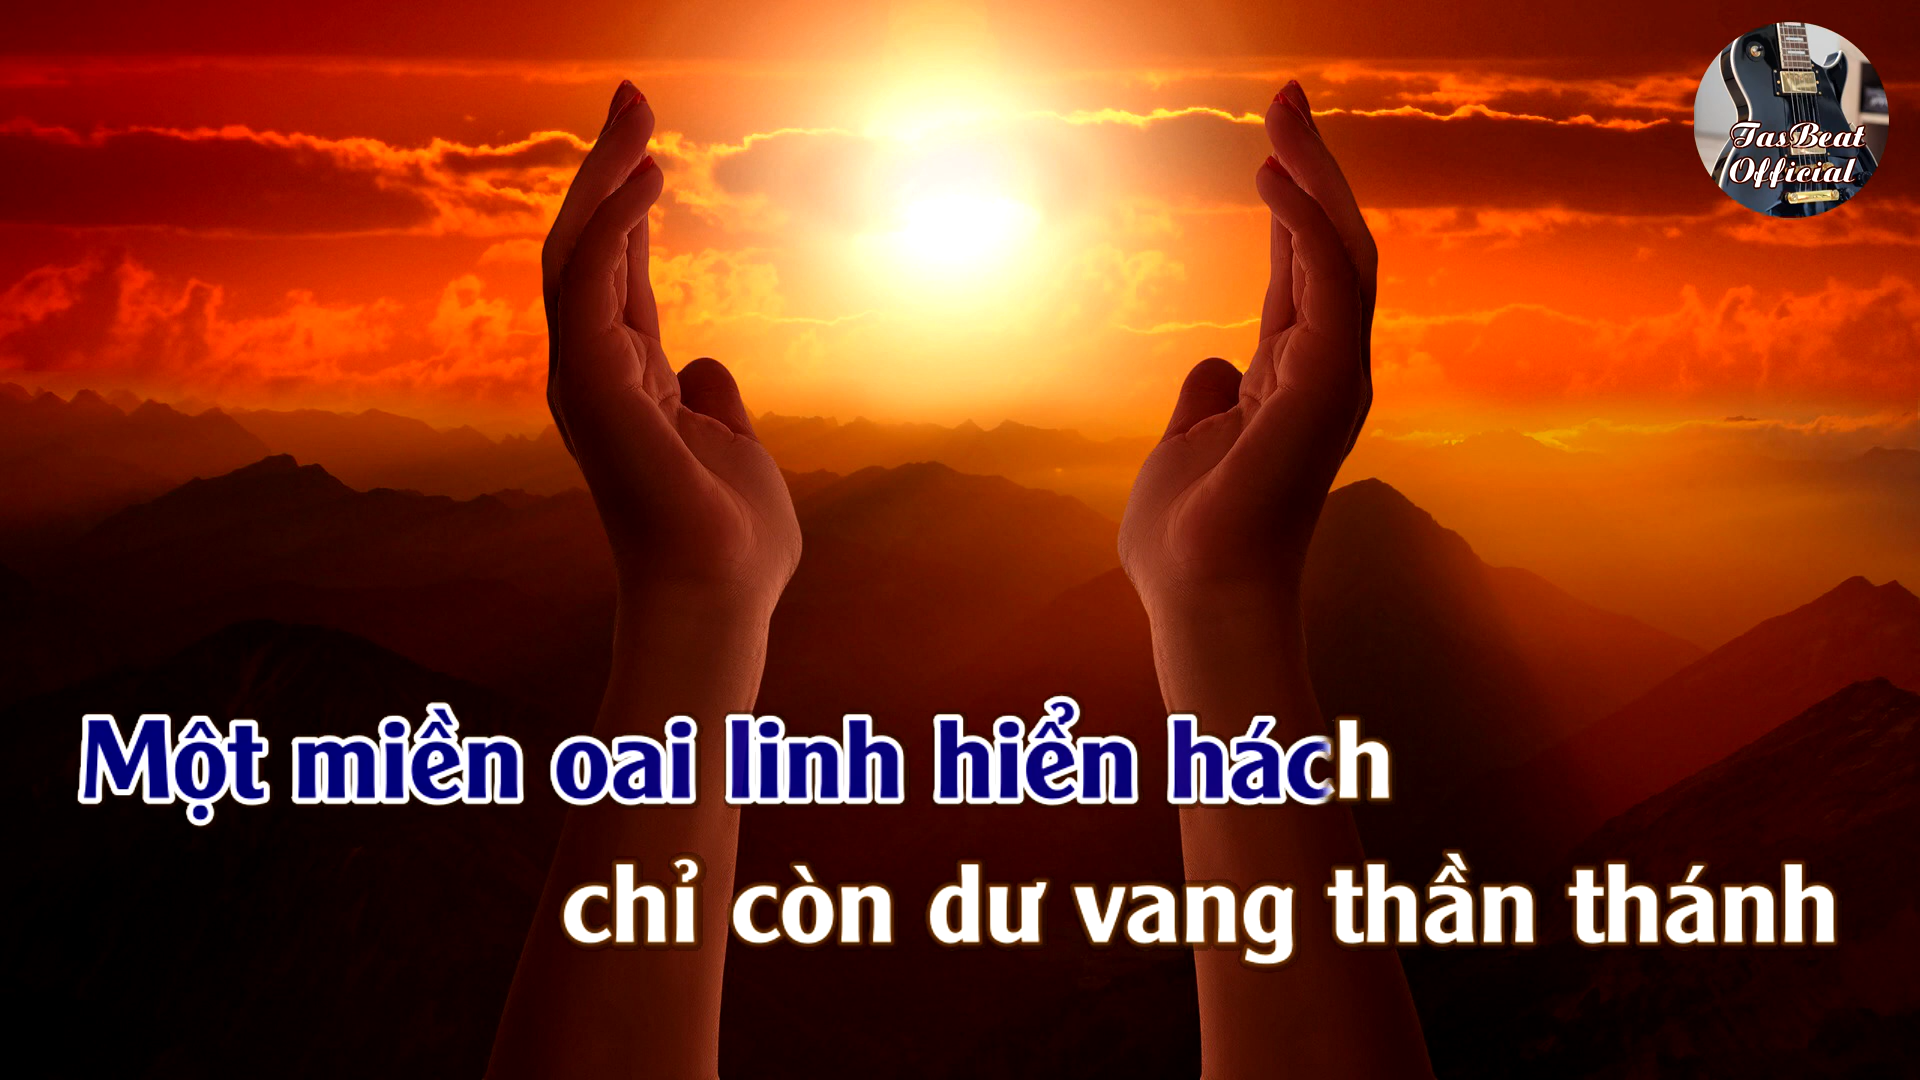 TasBeat
Official
Một miền oai linh hiển hách
chỉ còn dư vang thần thánh